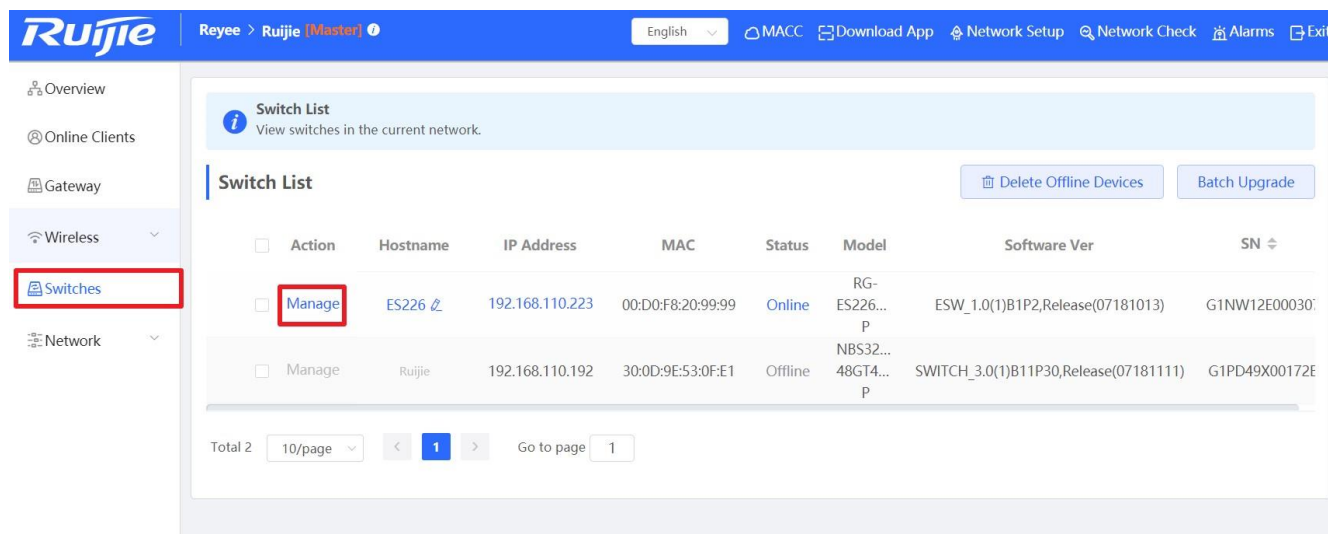 Ruijie
Reyee > Ruijie [Master]
English
MACC
Download App
Network Setup
Network Check
Alarms
Exit
Overview
Online Clients
Gateway
Wireless
Switches
Network
Switch List
View switches in the current network.
Switch List
Delete Offline Devices
Batch Upgrade
Action Hostname IP Address MAC Status Model Software Ver SN
Manage ES226 192.168.110.223 00:D0:F8:20:99:99 Online RG-
ES226...
P
ESW_1.0(1)B1P2,Release(07181013) G1NW12E00030
Manage Ruijie 192.168.110.192 30:0D:9E:53:0F:E1 Offline NBS32...
48GT4...
P
SWITCH_3.0(1)B11P30,Release(07181111) G1PD49X00172E
Total 2 10/page < 1 > Go to page 1